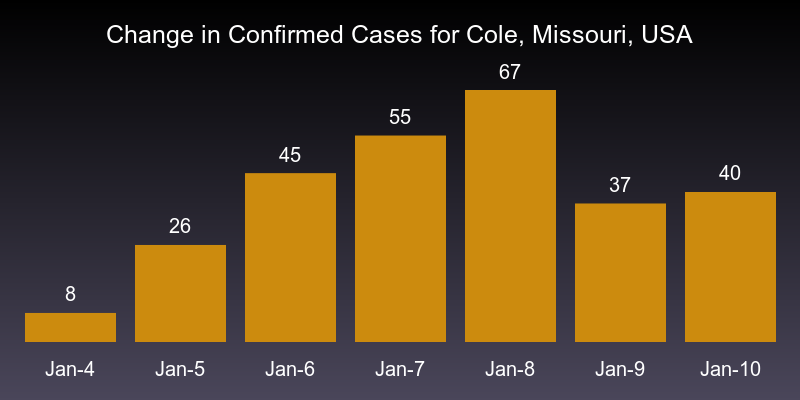 Change in Confirmed Cases for Cole, Missouri, USA
8
26
45
55
67
37
40
Jan-4
Jan-5
Jan-6
Jan-7
Jan-8
Jan-9
Jan-10